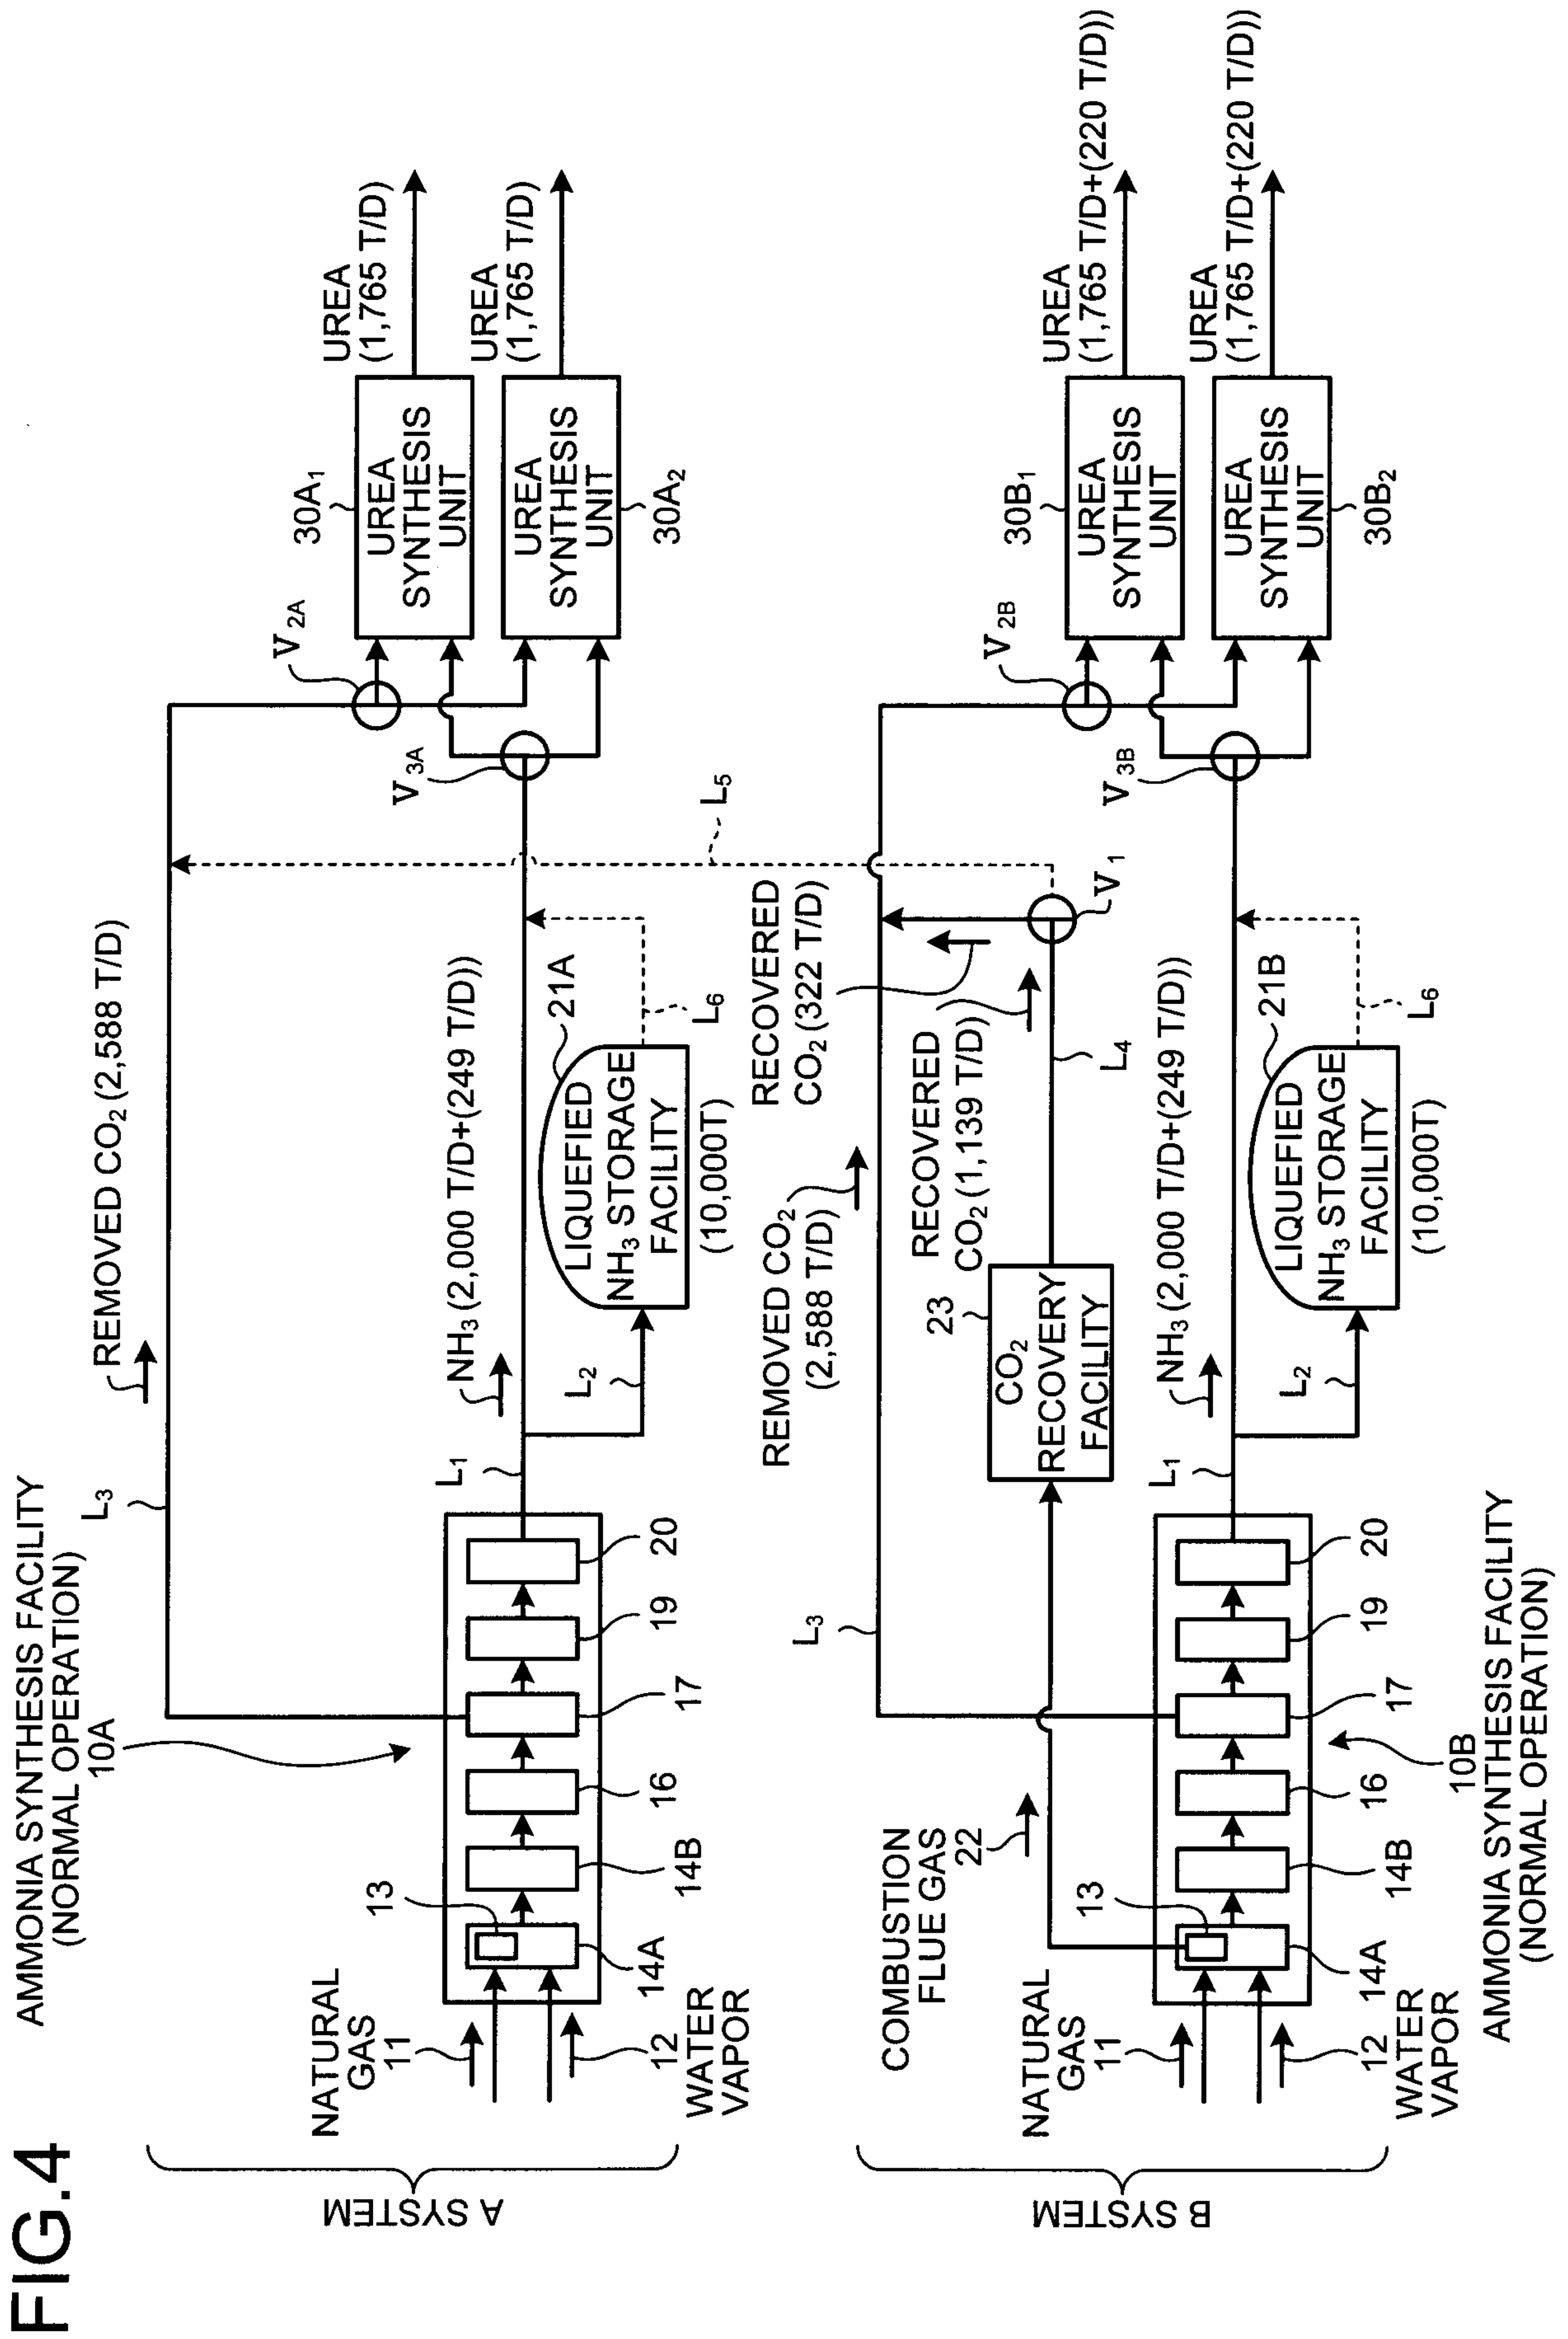 FIG.4
A SYSTEM
AMMONIA SYNTHESIS FACILITY
(NORMAL OPERATION)
10A
NATURAL
GAS
11
12
WATER
VAPOR
13
14A
14B
16
17
19
20
L3
REMOVED CO2 (2,588 T/D)
L1
NH3 (2,000 T/D+(249 T/D))
L2
21A
LIQUEFIED
NH3 STORAGE
FACILITY
(10,000T)
L6
L5
V2A
V3A
30A1
UREA
SYNTHESIS
UNIT
UREA
(1,765 T/D)
UREA
SYNTHESIS
UNIT
30A2
UREA
(1,765 T/D)
B SYSTEM
COMBUSTION
FLUE GAS
22
NATURAL
GAS
11
12
WATER
VAPOR
13
14A
14B
16
17
19
20
10B
AMMONIA SYNTHESIS FACILITY
(NORMAL OPERATION)
L3
REMOVED CO2
(2,588 T/D)
23
CO2
RECOVERY
FACILITY
RECOVERED
CO2 (1,139 T/D)
RECOVERED
CO2 (322 T/D)
L4
V1
L1
NH3 (2,000 T/D+(249 T/D))
L2
21B
LIQUEFIED
NH3 STORAGE
FACILITY
(10,000T)
L6
V2B
V3B
30B1
UREA
SYNTHESIS
UNIT
UREA
(1,765 T/D+(220 T/D))
UREA
SYNTHESIS
UNIT
30B2
UREA
(1,765 T/D+(220 T/D))